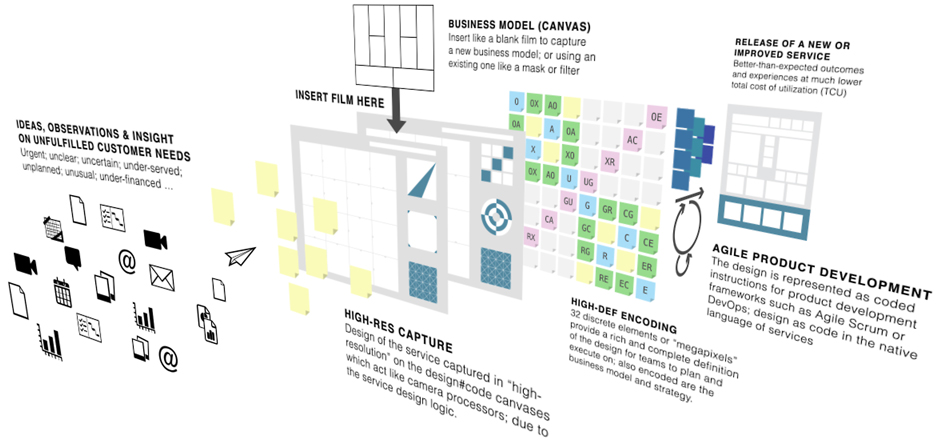 BUSINESS MODEL (CANVAS)
Insert like a blank film to capture
a new business model; or using an
existing one like a mask or filter
INSERT FILM HERE
RELEASE OF A NEW OR
IMPROVED SERVICE
Better-than-expected outcomes
and experiences at much lower
total cost of utilization (TCU)
IDEAS, OBSERVATIONS & INSIGHT
ON UNFULFILLED CUSTOMER NEEDS
Urgent; unclear; uncertain; under-served;
unplanned; unusual; under-financed ...
@
@
O OX AO OE
OA A OA AC
X XO XR
OX AO U UG
GU G GR CG
CA GC C CE
RX RG R ER
RE EC E
HIGH-RES CAPTURE
Design of the service captured in "high-
resolution" on the design#code canvases
which act like camera processors; due to
the service design logic.
HIGH-DEF ENCODING
32 discrete elements or "megapixels"
provide a rich and complete definition
of the design for teams to plan and
execute on; also encoded are the
business model and strategy.
AGILE PRODUCT DEVELOPMENT
The design is represented as coded
instructions for product development
frameworks such as Agile Scrum or
DevOps; design as code in the native
language of services